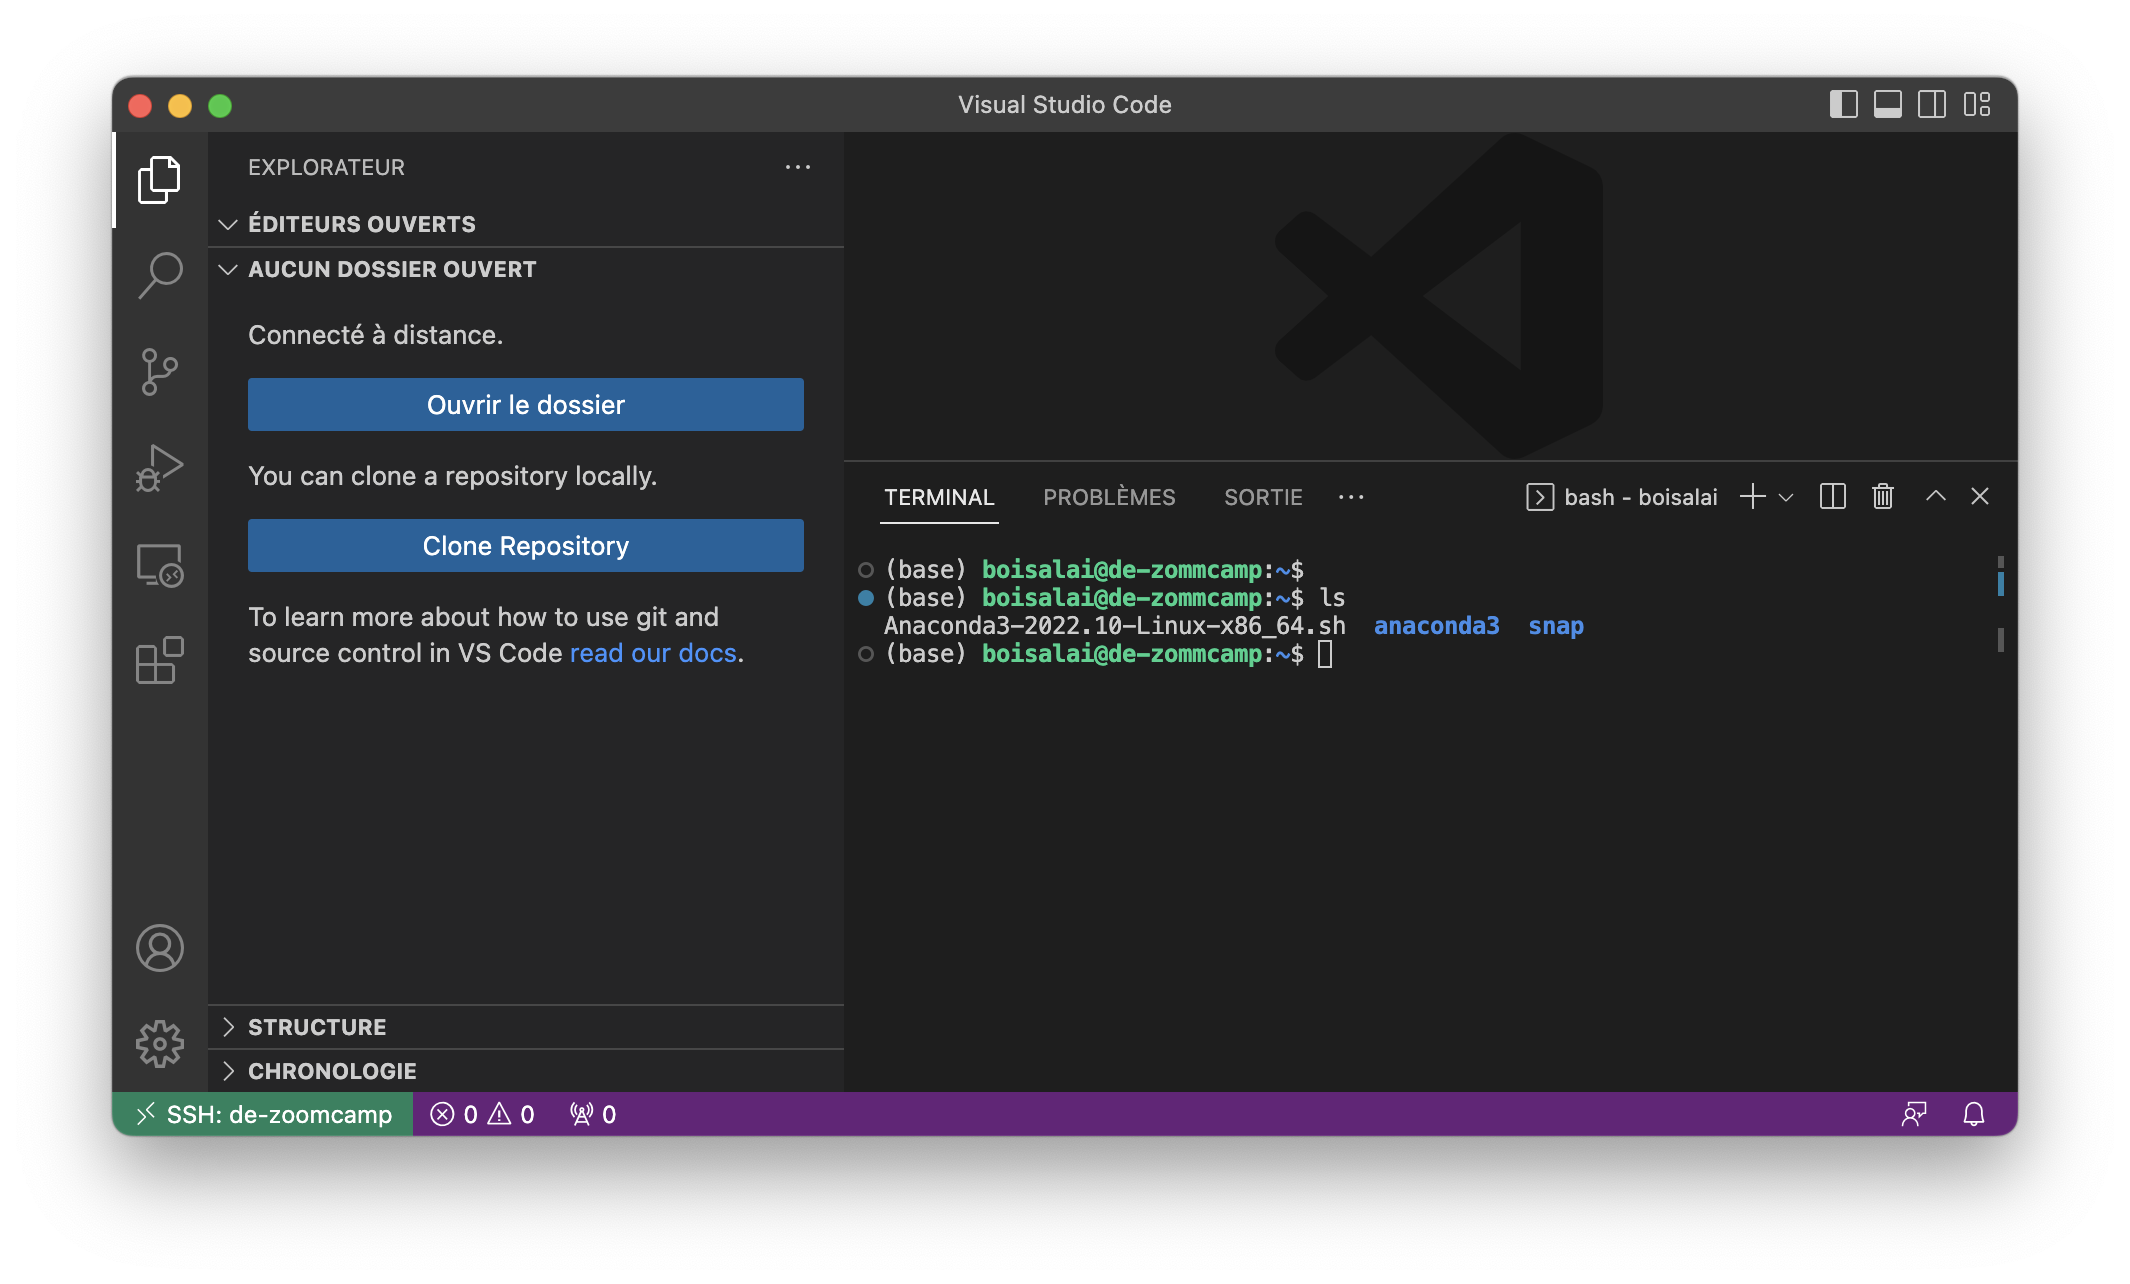 Visual Studio Code
EXPLORATEUR
ÉDITEURS OUVERTS
AUCUN DOSSIER OUVERT
Connecté à distance.
Ouvrir le dossier
You can clone a repository locally.
Clone Repository
To learn more about how to use git and
source control in VS Code read our docs.
STRUCTURE
CHRONOLOGIE
TERMINAL PROBLÈMES SORTIE bash - boisalai
(base) boisalai@de-zommcamp:~$
(base) boisalai@de-zommcamp:~$ ls
Anaconda3-2022.10-Linux-x86_64.sh anaconda3 snap
(base) boisalai@de-zommcamp:~$
SSH: de-zoomcamp 0 0 0